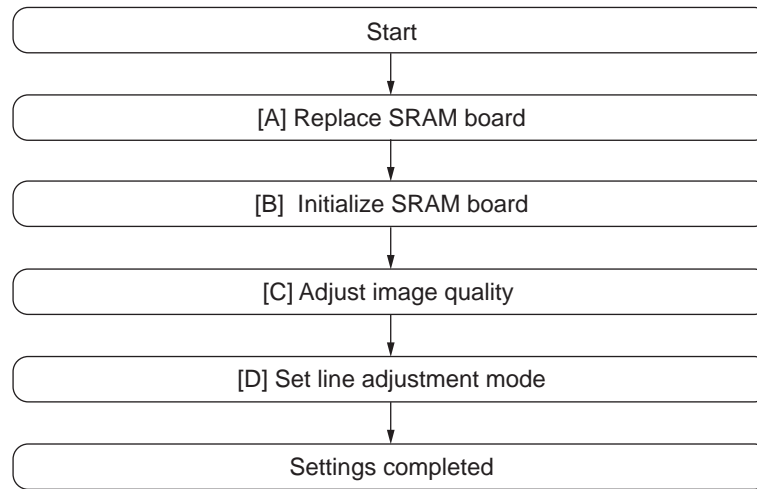 Start
[A] Replace SRAM board
[B] Initialize SRAM board
[C] Adjust image quality
[D] Set line adjustment mode
Settings completed